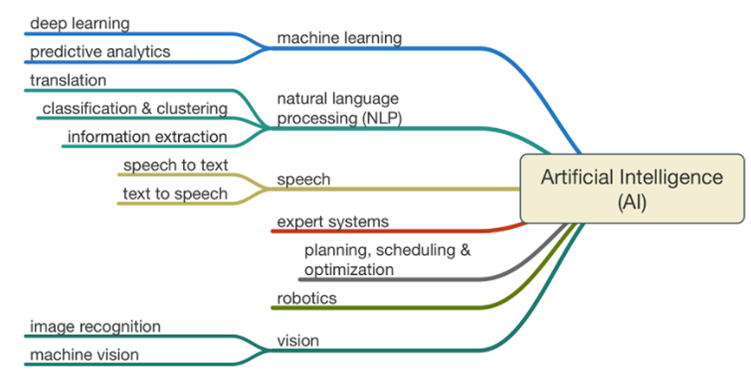 deep learning
predictive analytics
machine learning
translation
classification & clustering
information extraction
natural language
processing (NLP)
speech to text
text to speech
speech
expert systems
planning, scheduling &
optimization
robotics
image recognition
machine vision
vision
Artificial Intelligence
(AI)